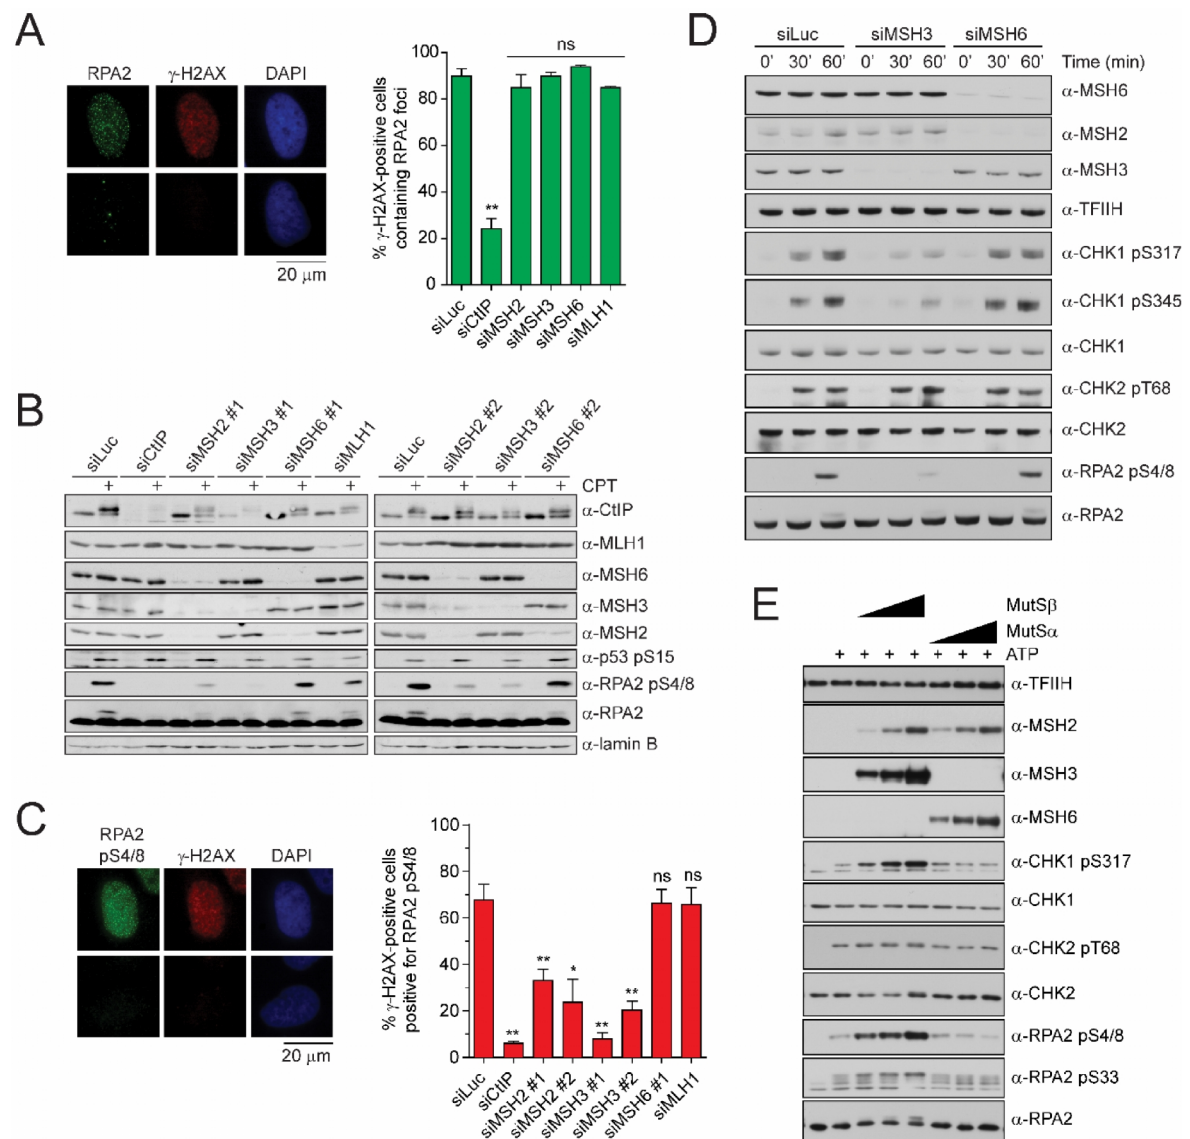 A
RPA2 γ-H2AX DAPI
20 μm
% γ-H2AX-positive cells
containing RPA2 foci
100
80
60
40
20
0
ns
**
siLuc
siCtIP
siMSH2
siMSH3
siMSH6
siMLH1
B
siLuc siCtIP siMSH2 #1 siMSH3 #1 siMSH6 #1 siMLH1 siLuc siMSH2 #2 siMSH3 #2 siMSH6 #2
+ + + + + + + + + + CPT
α-CtIP
α-MLH1
α-MSH6
α-MSH3
α-MSH2
α-p53 pS15
α-RPA2 pS4/8
α-RPA2
α-lamin B
C
RPA2
pS4/8 γ-H2AX DAPI
20 μm
% γ-H2AX-positive cells
positive for RPA2 pS4/8
100
80
60
40
20
0
** ** * ** ** ns ns
siLuc
siCtIP
siMSH2 #1
siMSH2 #2
siMSH3 #1
siMSH3 #2
siMSH6 #1
siMLH1
D
siLuc siMSH3 siMSH6
0' 30' 60' 0' 30' 60' 0' 30' 60' Time (min)
α-MSH6
α-MSH2
α-MSH3
α-TFIIH
α-CHK1 pS317
α-CHK1 pS345
α-CHK1
α-CHK2 pT68
α-CHK2
α-RPA2 pS4/8
α-RPA2
E
MutSβ
MutSα
+ + + + + + + ATP
α-TFIIH
α-MSH2
α-MSH3
α-MSH6
α-CHK1 pS317
α-CHK1
α-CHK2 pT68
α-CHK2
α-RPA2 pS4/8
α-RPA2 pS33
α-RPA2